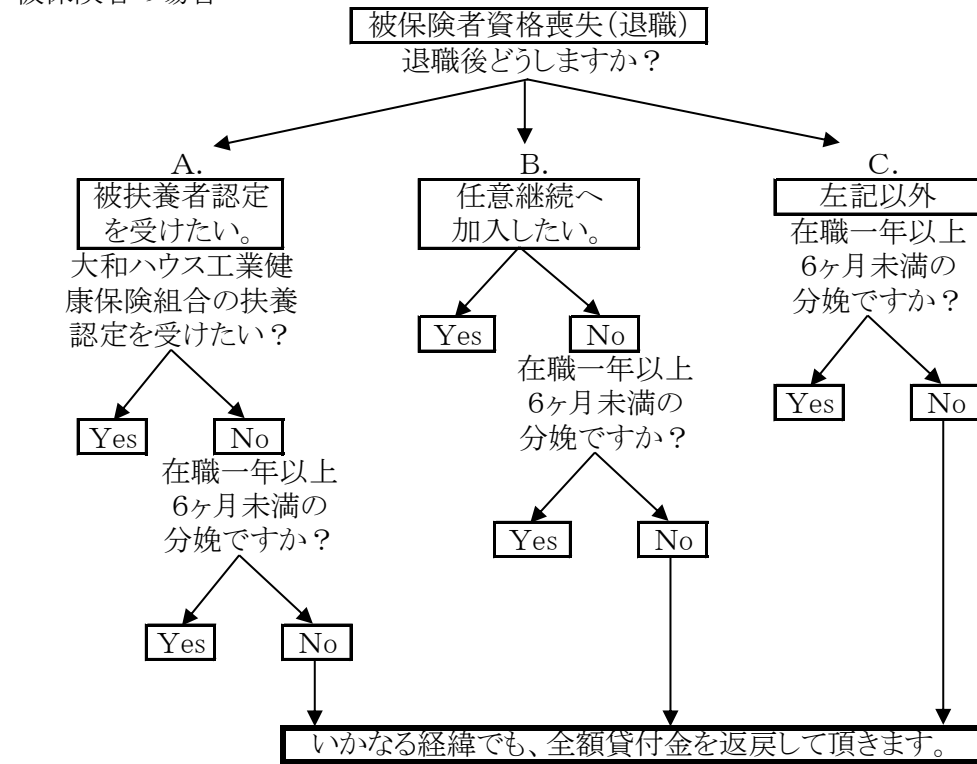 被保険者の場合
被保険者資格喪失（退職）
退職後どうしますか？
A.
被扶養者認定
を受けたい。
大和ハウス工業健
康保険組合の扶養
認定を受けたい？
Yes
No
在職一年以上
6ヶ月未満の
分娩ですか？
Yes
No
B.
任意継続へ
加入したい。
Yes
No
在職一年以上
6ヶ月未満の
分娩ですか？
Yes
No
C.
左記以外
在職一年以上
6ヶ月未満の
分娩ですか？
Yes
No
いかなる経緯でも、全額貸付金を返戻して頂きます。